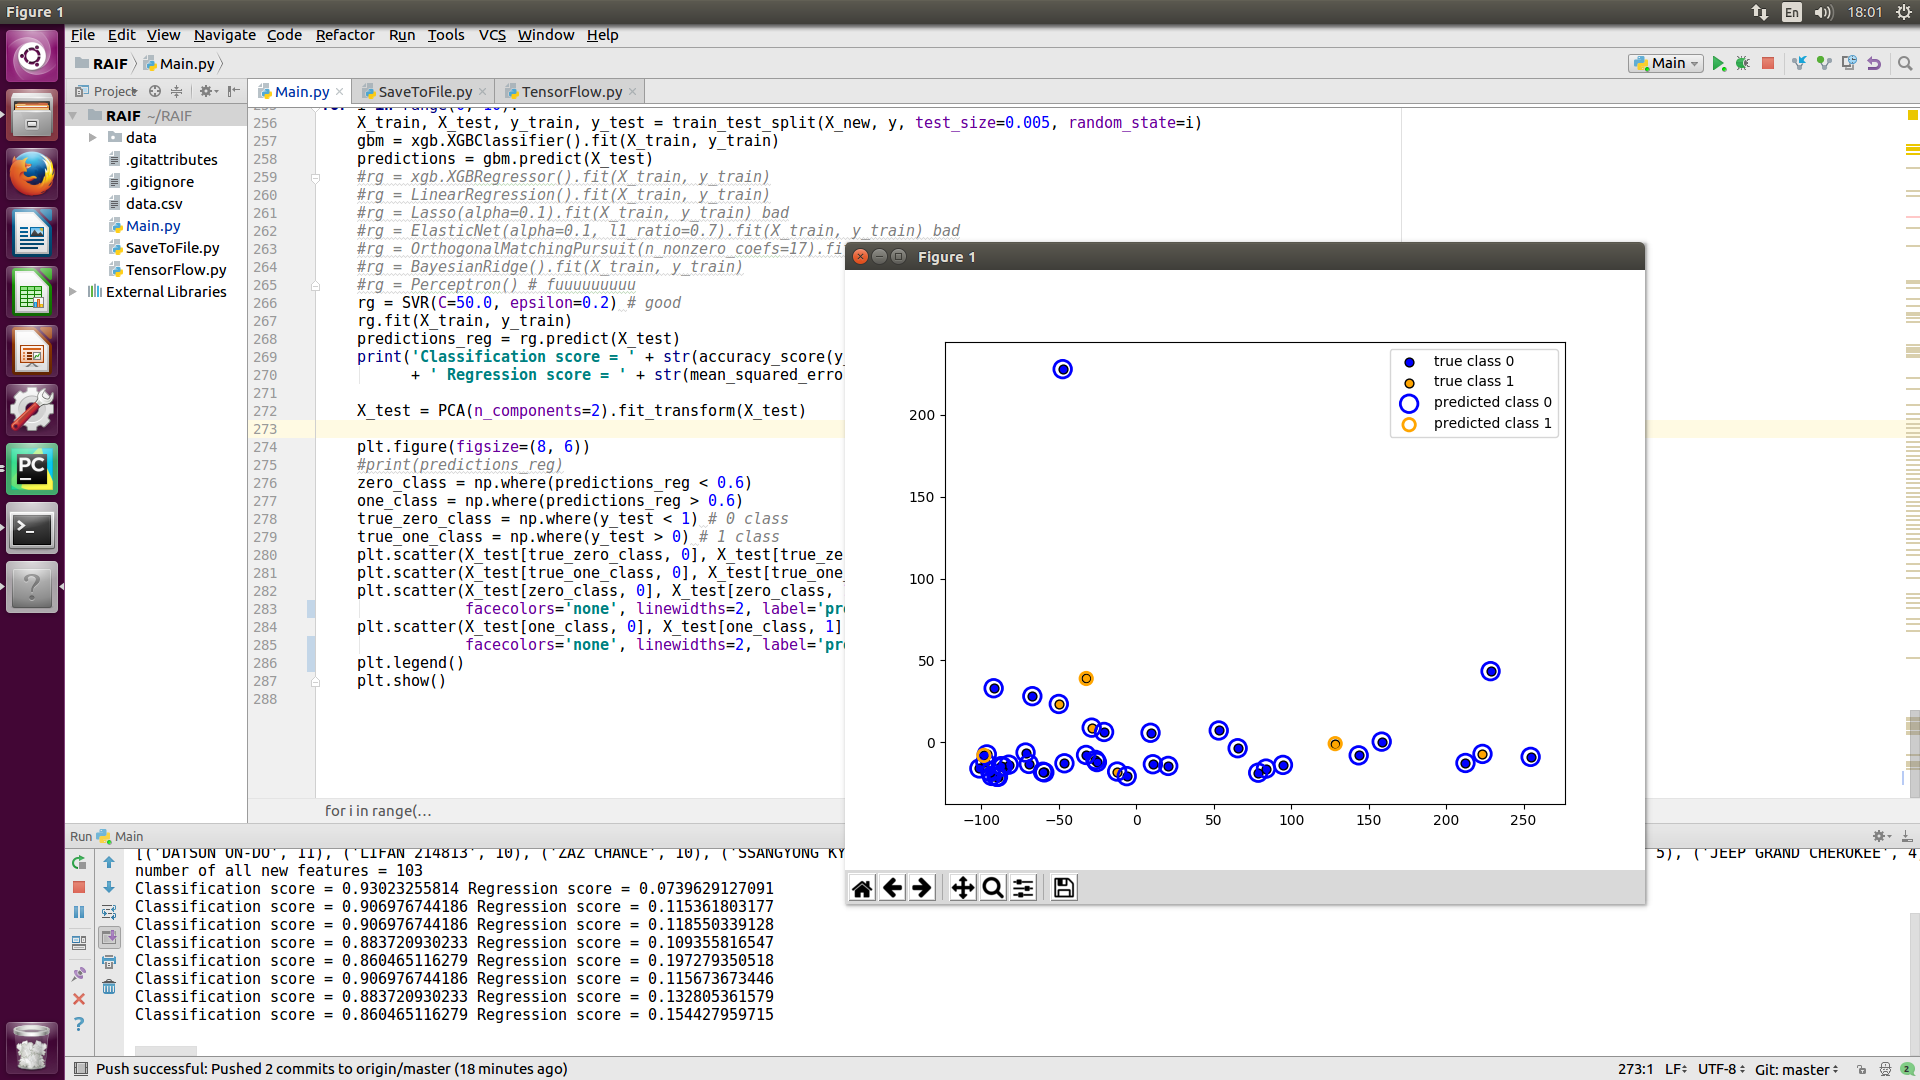 Figure 1
En
18:01
File Edit View Navigate Code Refactor Run Tools VCS Window Help
RAIF
Main.py
Main
Project
Main.py
SaveToFile.py
TensorFlow.py
RAIF ~/RAIF
data
.gitattributes
.gitignore
data.csv
Main.py
SaveToFile.py
TensorFlow.py
External Libraries
256 X_train, X_test, y_train, y_test = train_test_split(X_new, y, test_size=0.005, random_state=i)
257 gbm = xgb.XGBClassifier().fit(X_train, y_train)
258 predictions = gbm.predict(X_test)
259 #rg = xgb.XGBRegressor().fit(X_train, y_train)
260 #rg = LinearRegression().fit(X_train, y_train)
261 #rg = Lasso(alpha=0.1).fit(X_train, y_train) bad
262 #rg = ElasticNet(alpha=0.1, l1_ratio=0.7).fit(X_train, y_train) bad
263 #rg = OrthogonalMatchingPursuit(n_nonzero_coefs=17).fi
264 #rg = BayesianRidge().fit(X_train, y_train)
265 #rg = Perceptron() # fuuuuuuuuu
266 rg = SVR(C=50.0, epsilon=0.2) # good
267 rg.fit(X_train, y_train)
268 predictions_reg = rg.predict(X_test)
269 print('Classification score = ' + str(accuracy_score(y_
270 + ' Regression score = ' + str(mean_squared_erro
271
272 X_test = PCA(n_components=2).fit_transform(X_test)
273
274 plt.figure(figsize=(8, 6))
275 #print(predictions_reg)
276 zero_class = np.where(predictions_reg < 0.6)
277 one_class = np.where(predictions_reg > 0.6)
278 true_zero_class = np.where(y_test < 1) # 0 class
279 true_one_class = np.where(y_test > 0) # 1 class
280 plt.scatter(X_test[true_zero_class, 0], X_test[true_ze
281 plt.scatter(X_test[true_one_class, 0], X_test[true_one_
282 plt.scatter(X_test[zero_class, 0], X_test[zero_class,
283 facecolors='none', linewidths=2, label='pre
284 plt.scatter(X_test[one_class, 0], X_test[one_class, 1]
285 facecolors='none', linewidths=2, label='pre
286 plt.legend()
287 plt.show()
288
for i in range(...
Figure 1
true class 0
true class 1
predicted class 0
predicted class 1
200
150
100
50
0
−100 −50 0 50 100 150 200 250
Run Main
[('DATSUN ON-DO', 11), ('LIFAN 214813', 10), ('ZAZ CHANCE', 10), ('SSANGYONG KY 5), ('JEEP GRAND CHEROKEE', 4
number of all new features = 103
Classification score = 0.93023255814 Regression score = 0.0739629127091
Classification score = 0.906976744186 Regression score = 0.115361803177
Classification score = 0.906976744186 Regression score = 0.118550339128
Classification score = 0.883720930233 Regression score = 0.109355816547
Classification score = 0.860465116279 Regression score = 0.197279350518
Classification score = 0.906976744186 Regression score = 0.115673673446
Classification score = 0.883720930233 Regression score = 0.132805361579
Classification score = 0.860465116279 Regression score = 0.154427959715
Push successful: Pushed 2 commits to origin/master (18 minutes ago)
273:1 LF UTF-8 Git: master 2